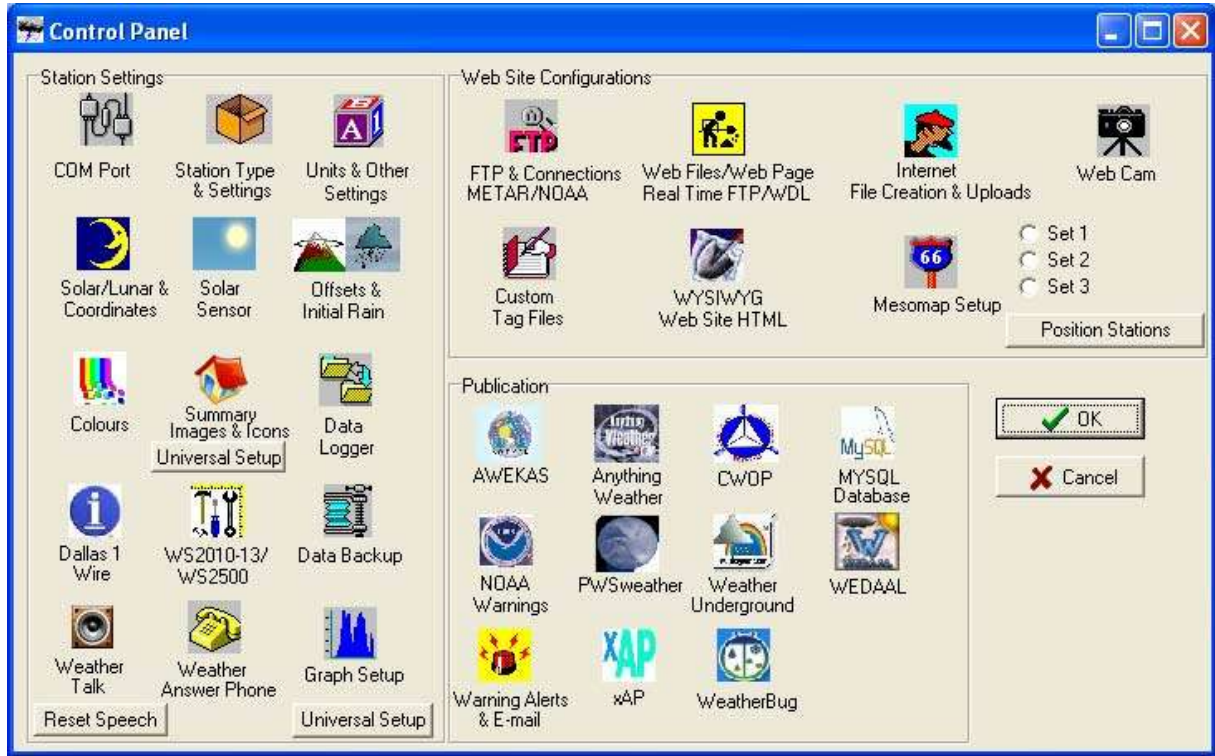 Control Panel
Station Settings
COM Port
Station Type
& Settings
Units & Other
Settings
Solar/Lunar &
Coordinates
Solar
Sensor
Offsets &
Initial Rain
Colours
Summary
Images & Icons
Universal Setup
Data
Logger
Dallas 1
Wire
WS2010-13/
WS2500
Data Backup
Weather
Talk
Reset Speech
Weather
Answer Phone
Graph Setup
Universal Setup
Web Site Configurations
FTP
FTP & Connections
METAR/NOAA
Web Files/Web Page
Real Time FTP/WDL
Internet
File Creation & Uploads
Web Cam
Custom
Tag Files
WYSIWYG
Web Site HTML
66
Mesomap Setup
Set 1
Set 2
Set 3
Position Stations
Publication
AWEKAS
Anything
Weather
CWOP
MySQL
MYSQL
Database
NOAA
Warnings
PWSweather
Weather
Underground
WEDAAL
Warning Alerts
& E-mail
xAP
xAP
WeatherBug
OK
Cancel